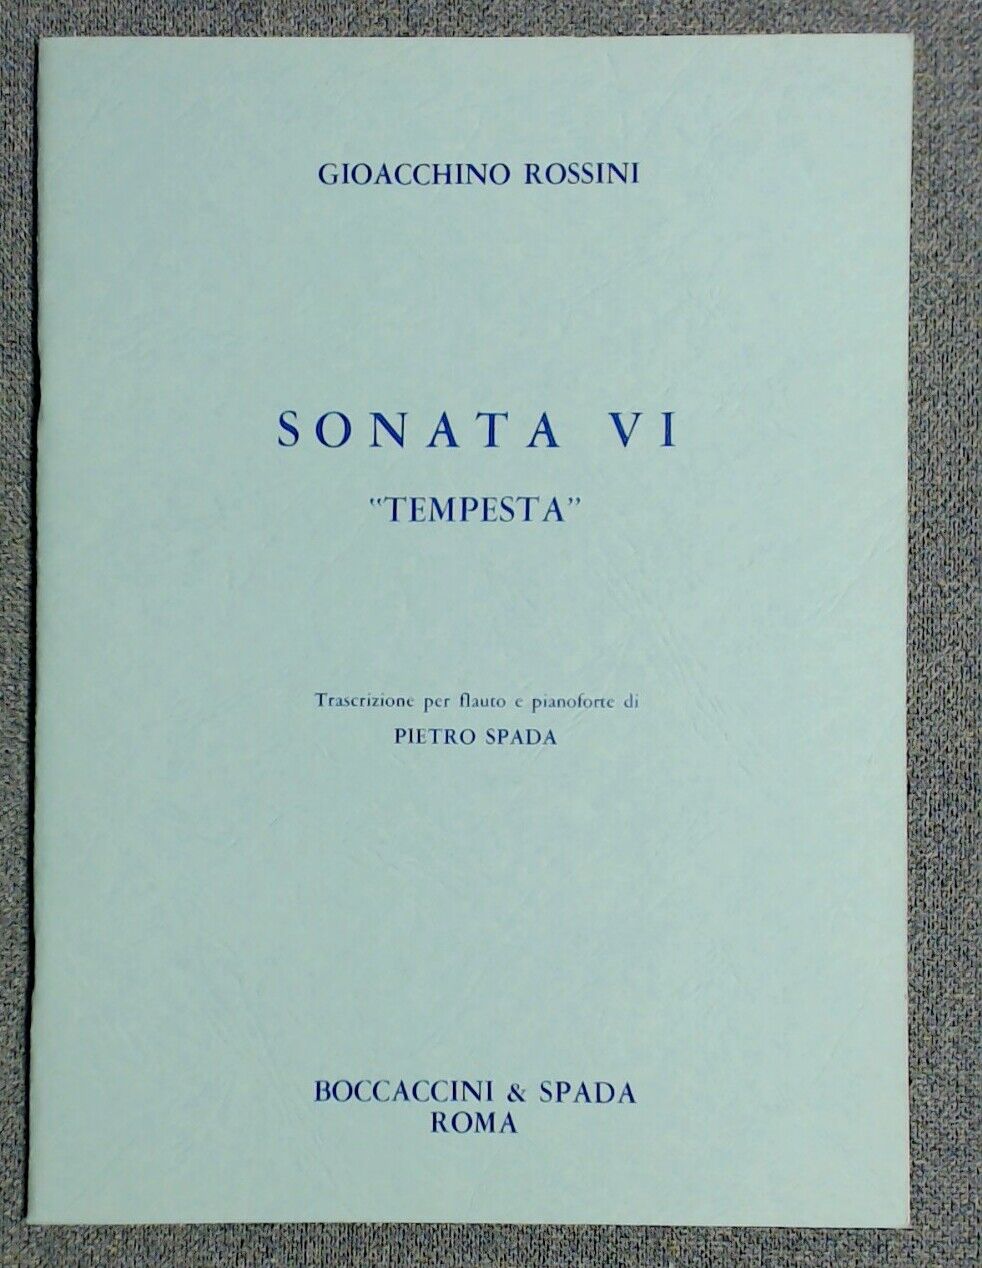 GIOACCHINO ROSSINI
SONATA VI
“TEMPESTA”
Trascrizione per flauto e pianoforte di
PIETRO SPADA
BOCCACCINI & SPADA
ROMA